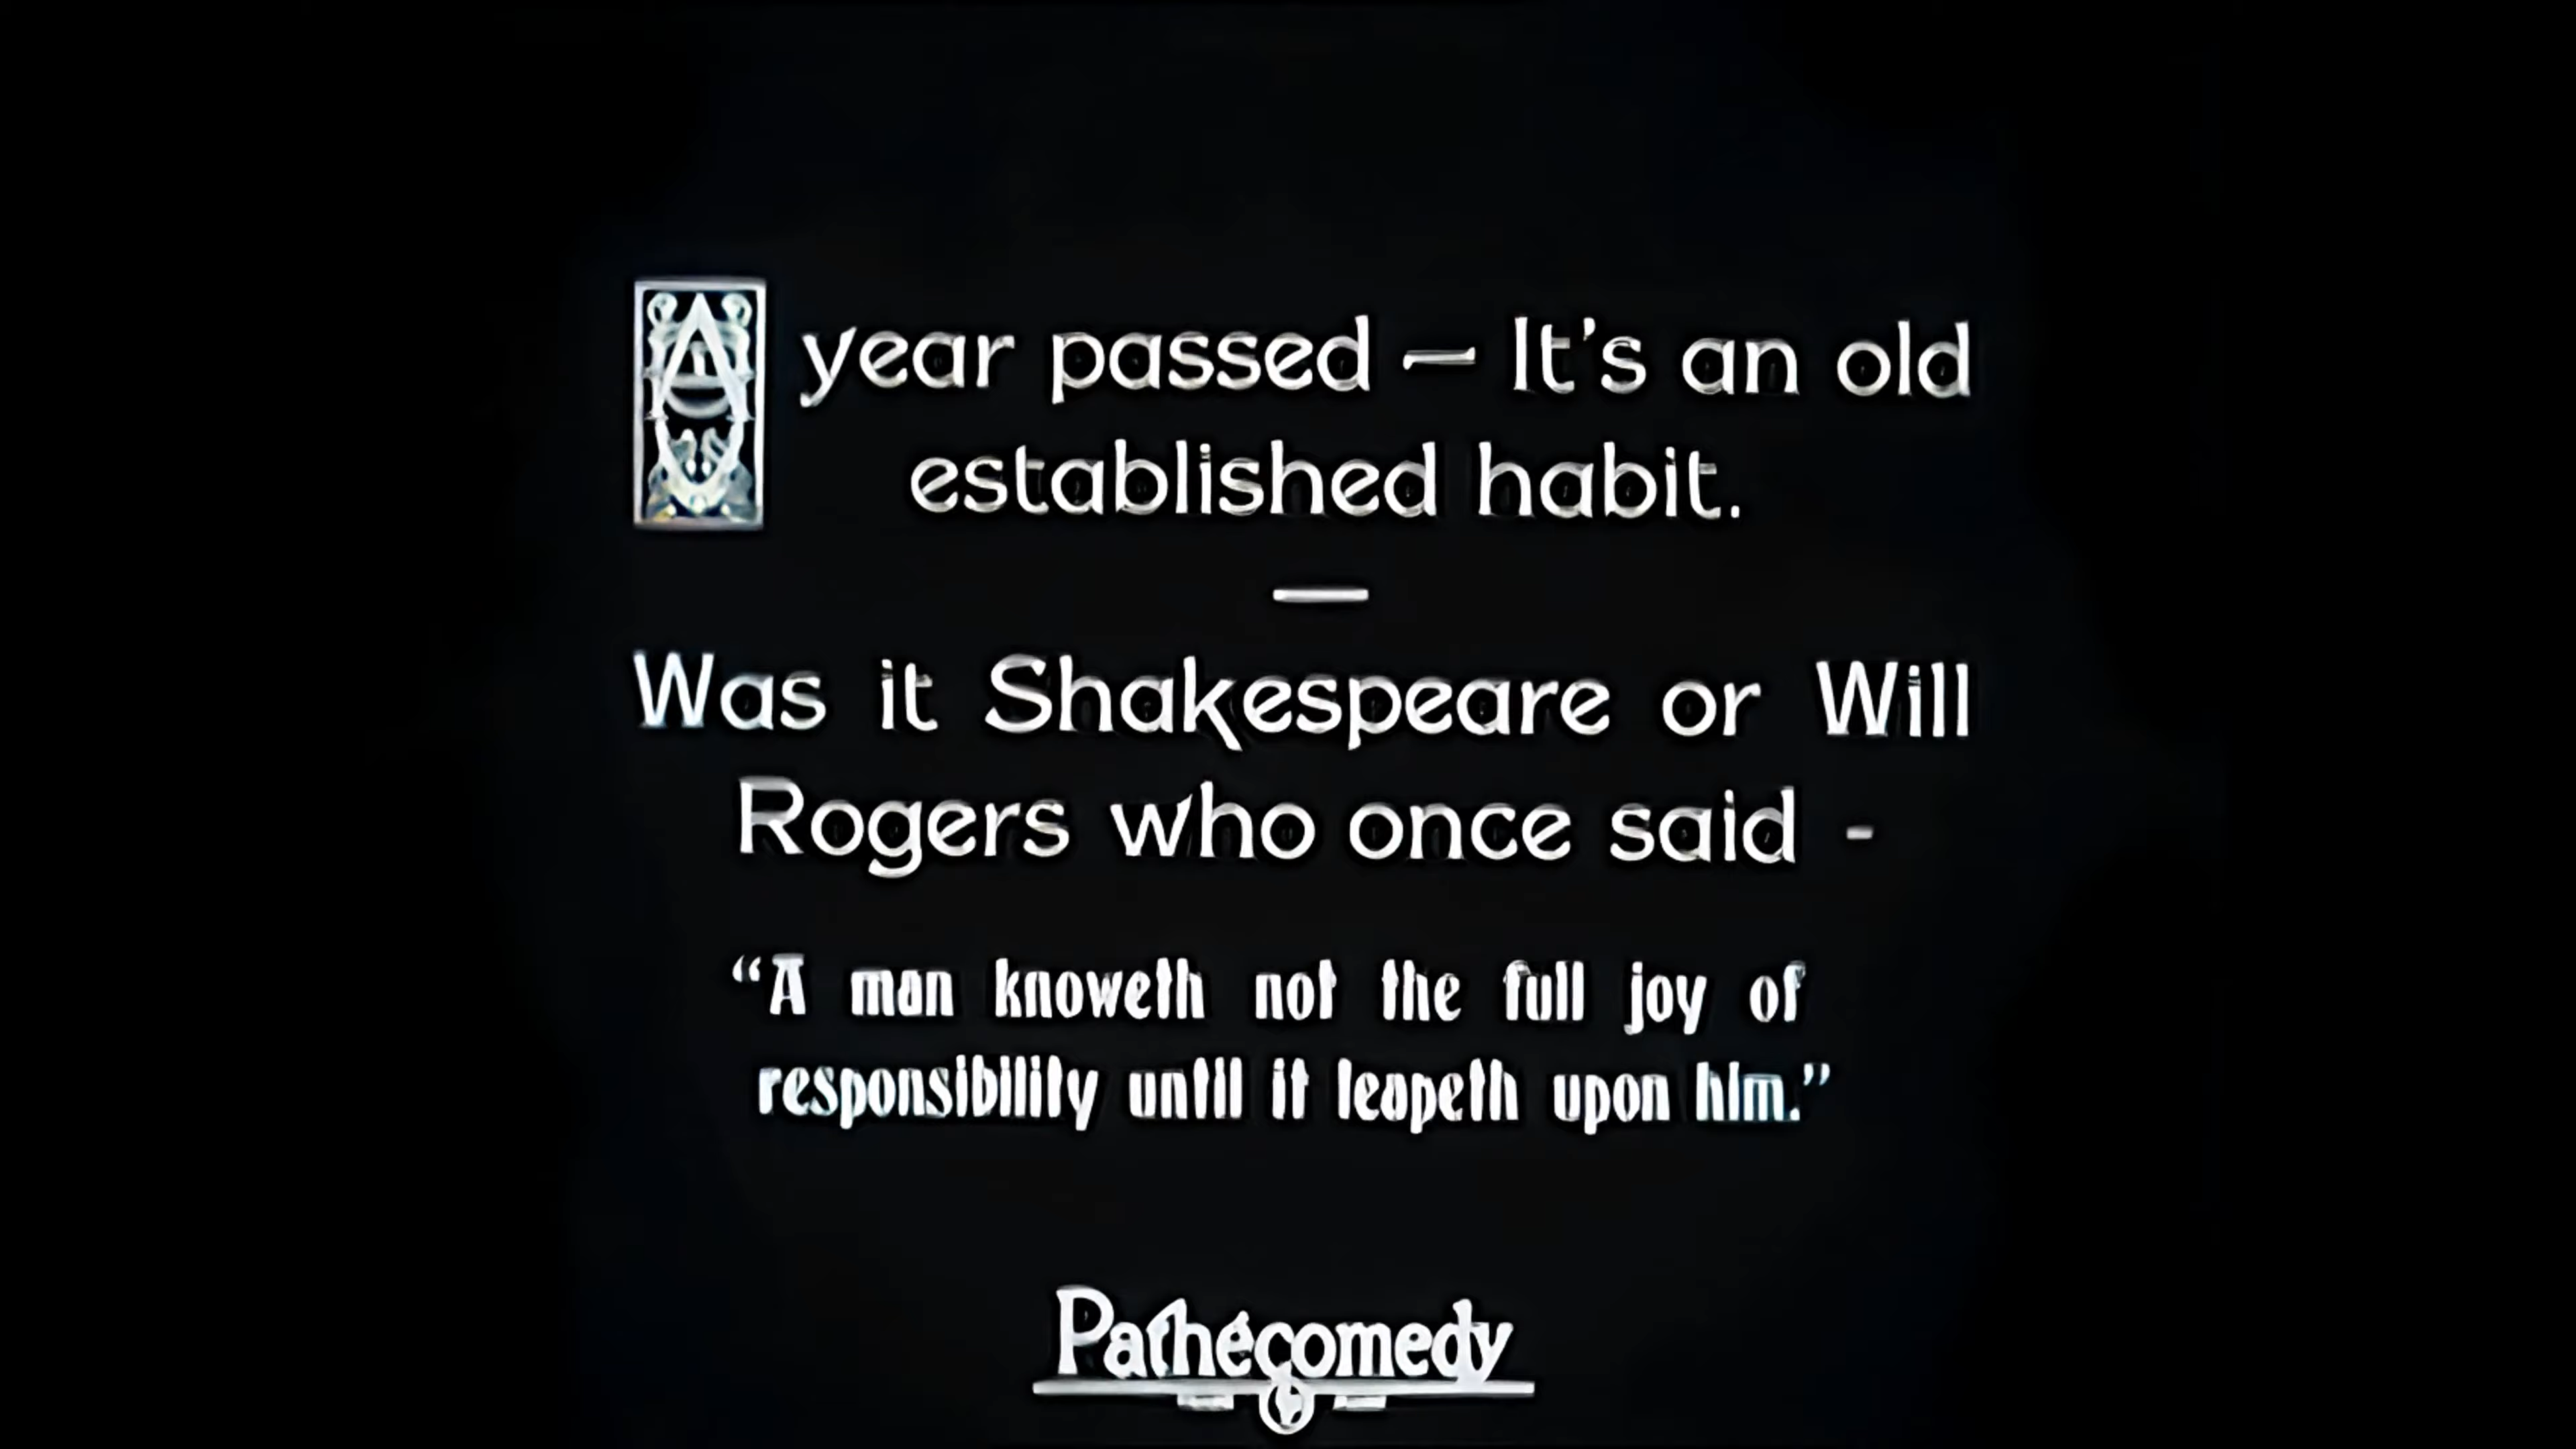 A year passed — It's an old
established habit.
—
Was it Shakespeare or Will
Rogers who once said -
“A man knoweth not the full joy of
responsibility until it leapeth upon him.”
Pathécomedy